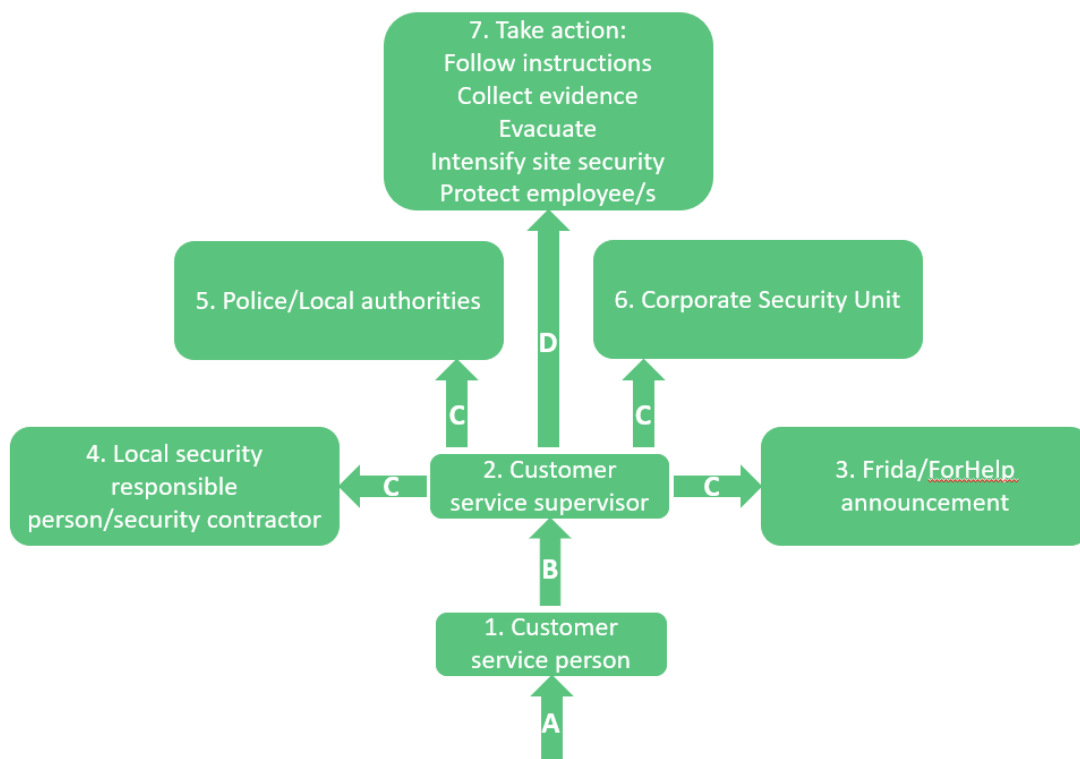 7. Take action:
Follow instructions
Collect evidence
Evacuate
Intensify site security
Protect employee/s
5. Police/Local authorities
6. Corporate Security Unit
D
C
C
4. Local security
responsible
person/security contractor
C
2. Customer
service supervisor
C
3. Frida/ForHelp
announcement
B
1. Customer
service person
A